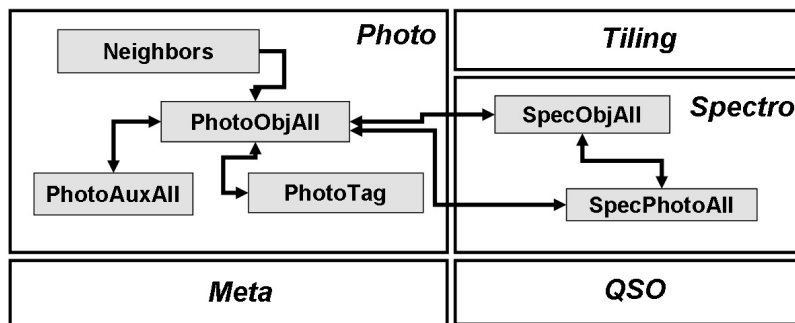 Photo
Neighbors
PhotoObjAll
PhotoAuxAll
PhotoTag
Tiling
Spectro
SpecObjAll
SpecPhotoAll
Meta
QSO